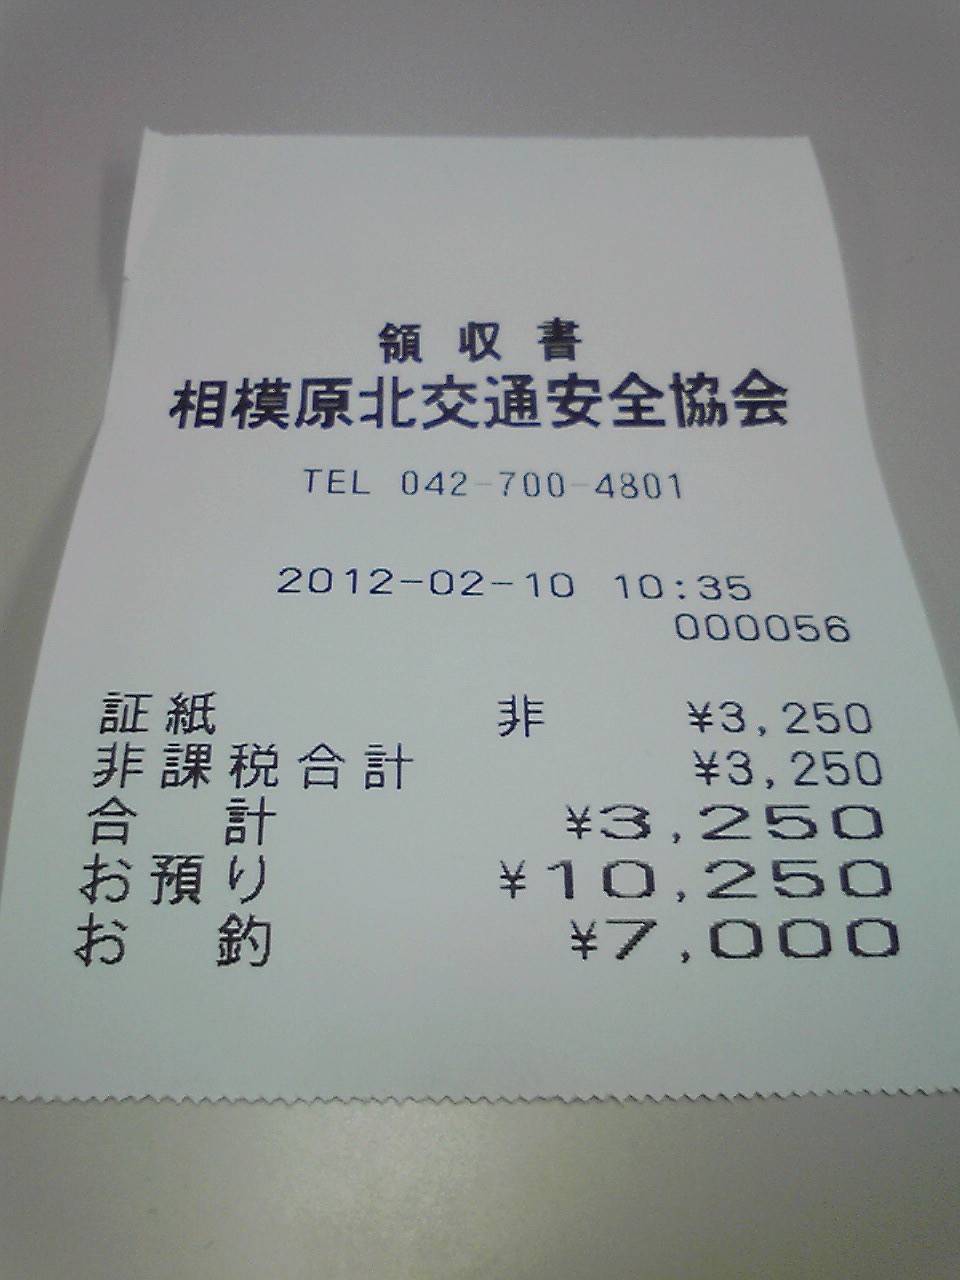 領収書
相模原北交通安全協会
TEL 042-700-4801
2012-02-10 10:35
000056
証紙 非 ¥3,250
非課税合計 ¥3,250
合計 ¥3,250
お預り ¥10,250
お釣 ¥7,000